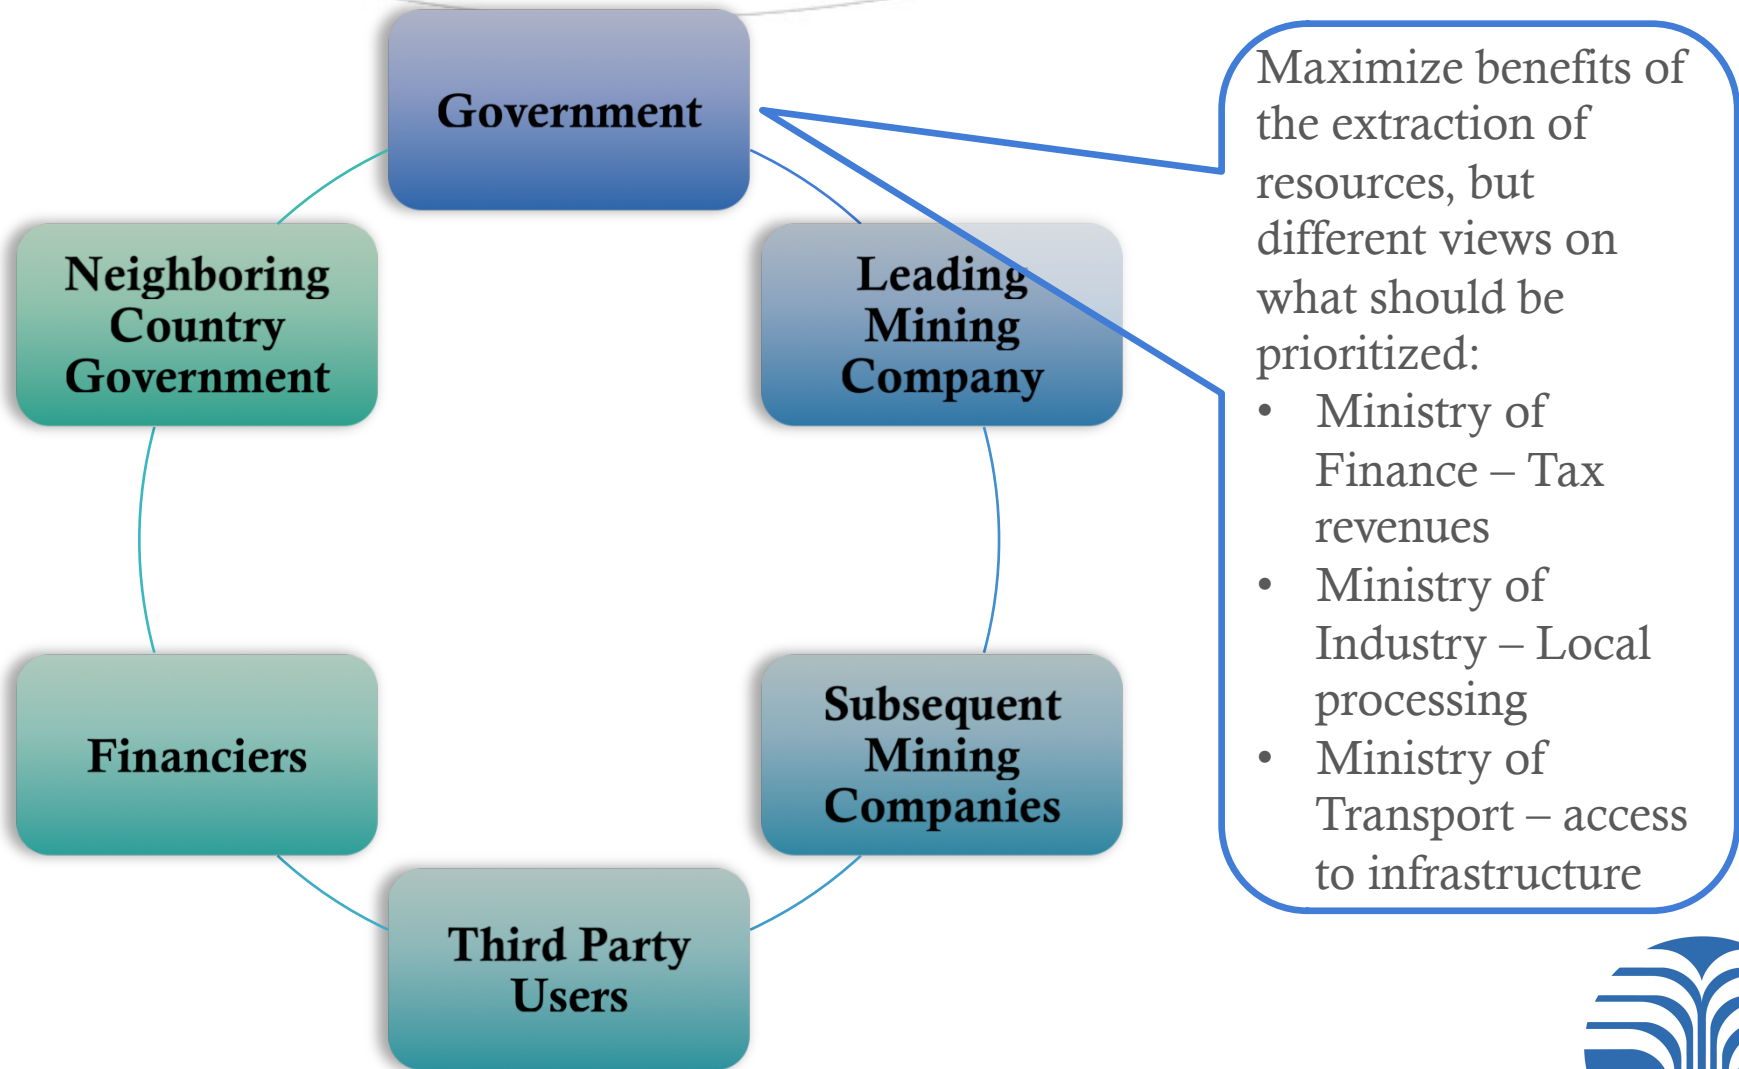 Government
Neighboring
Country
Government
Leading
Mining
Company
Financiers
Subsequent
Mining
Companies
Third Party
Users
Maximize benefits of
the extraction of
resources, but
different views on
what should be
prioritized:
• Ministry of
Finance – Tax
revenues
• Ministry of
Industry – Local
processing
• Ministry of
Transport – access
to infrastructure